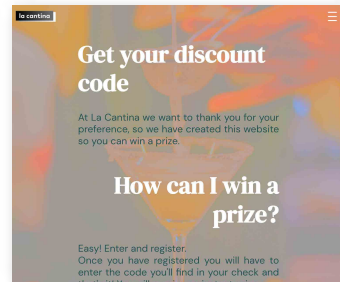 la cantina
Get your discount
code
At La Cantina we want to thank you for your
preference, so we have created this website
so you can win a prize.
How can I win a
prize?
Easy! Enter and register.
Once you have registered you will have to
enter the code you'll find in your check and